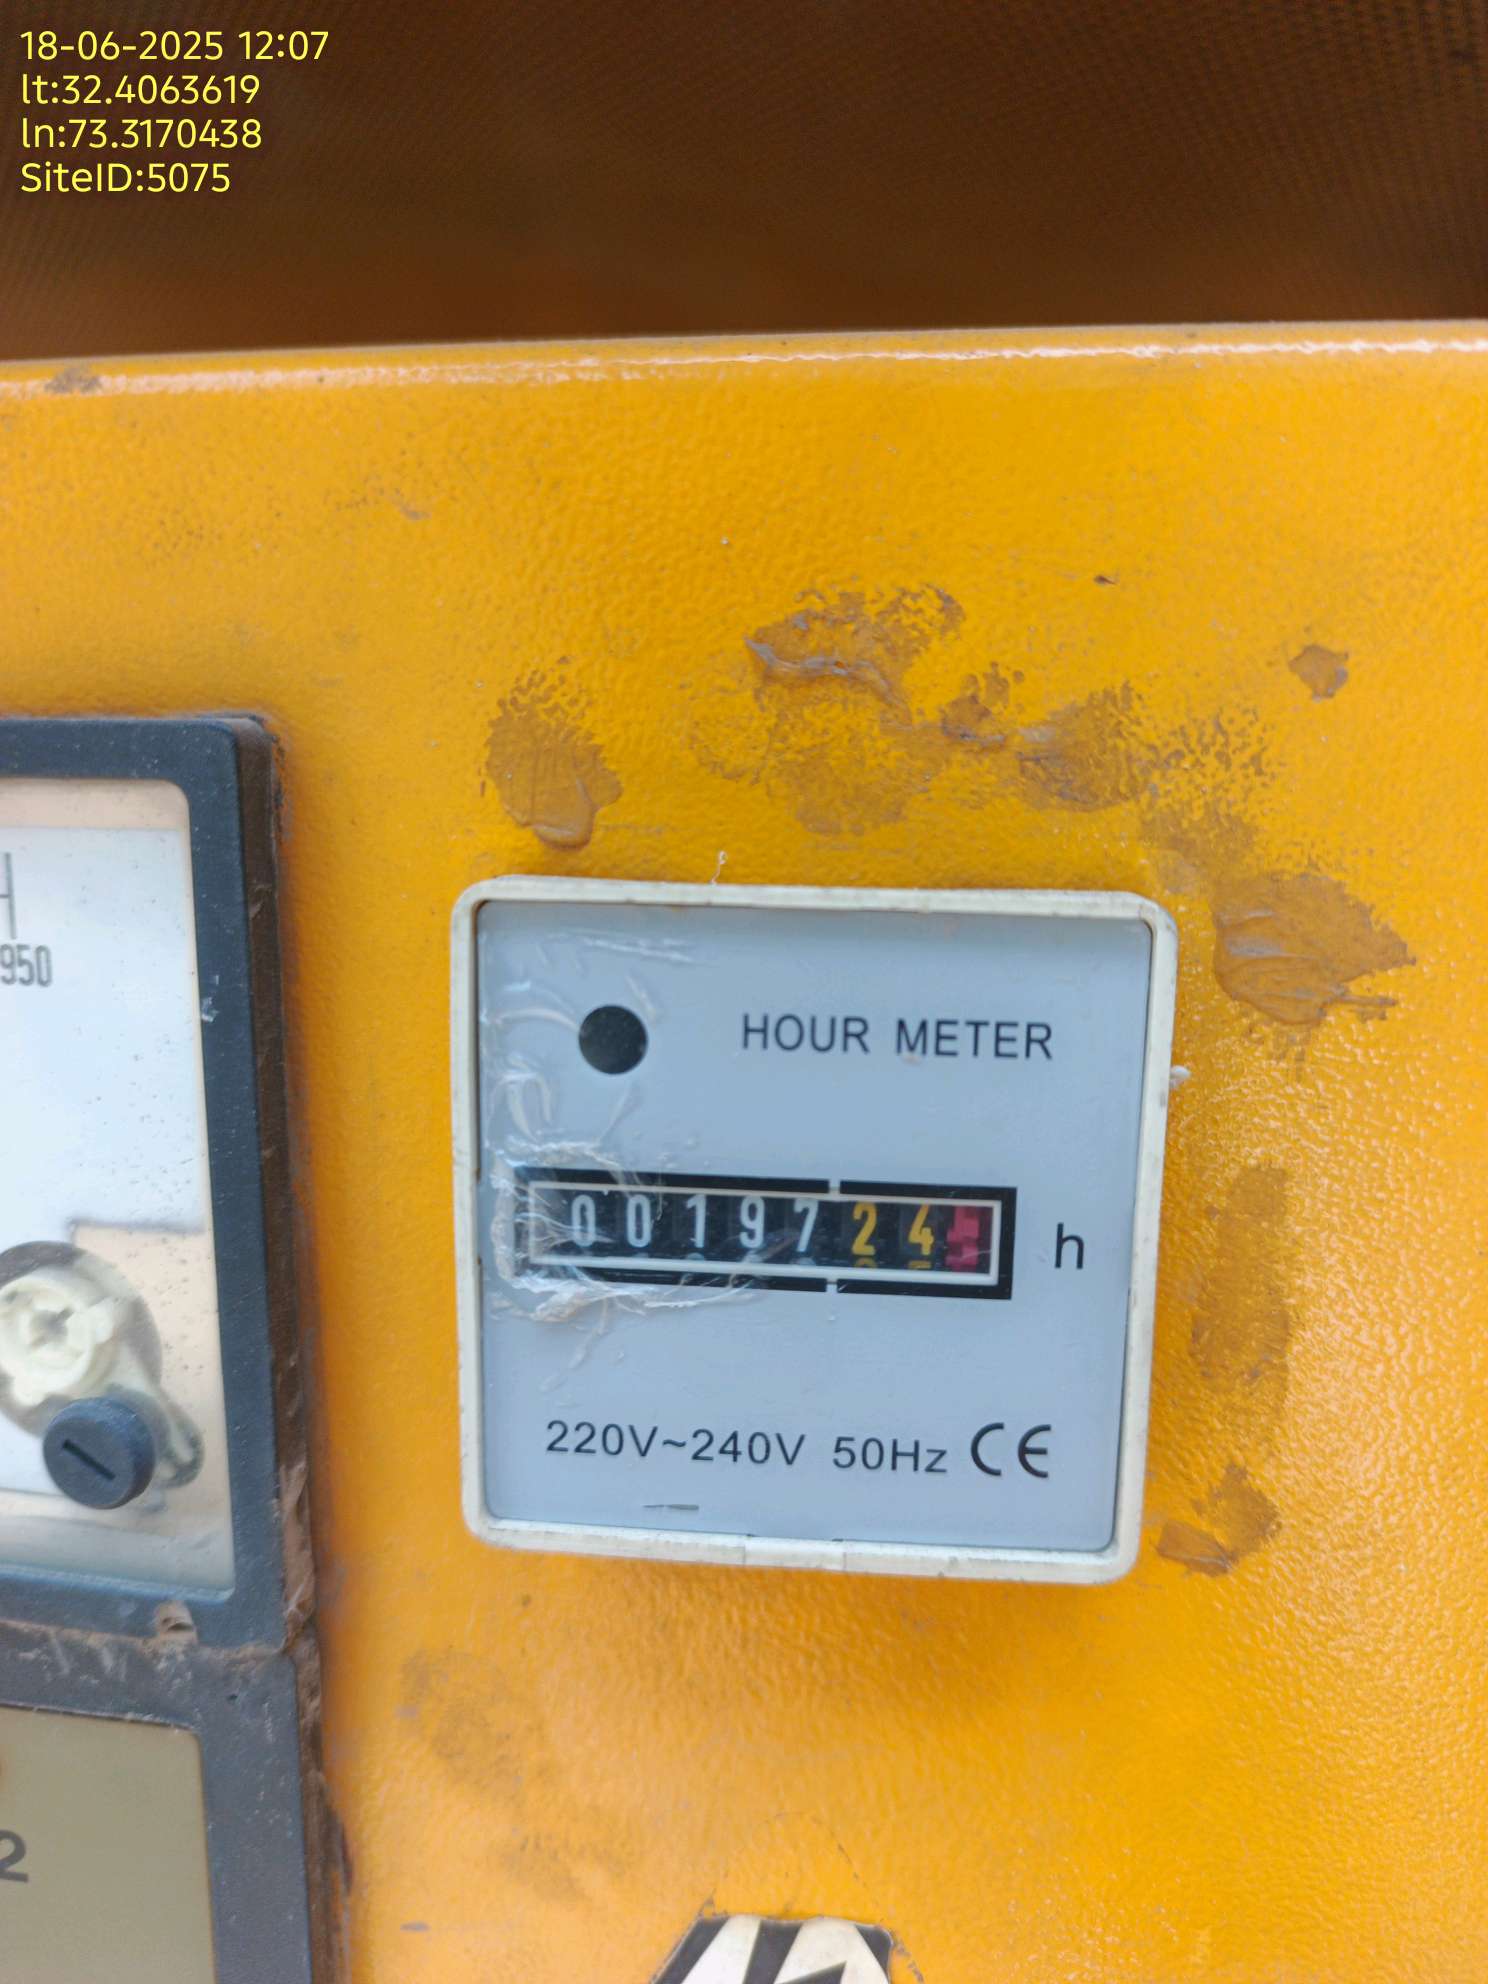 18-06-2025 12:07
lt:32.4063619
ln:73.3170438
SiteID:5075
H
950
HOUR METER
0019724
h
220V~240V 50Hz CE
2